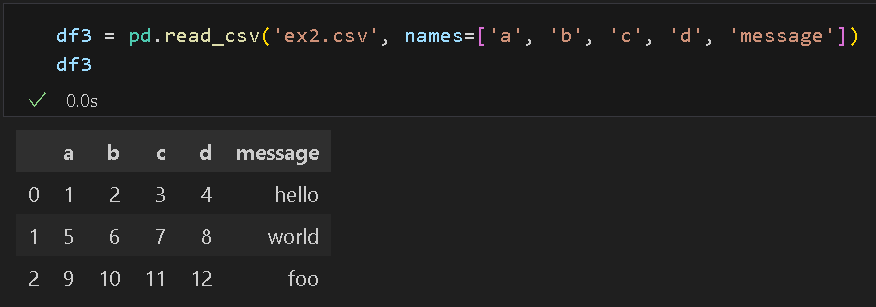 df3 = pd.read_csv('ex2.csv', names=['a', 'b', 'c', 'd', 'message'])
df3
0.0s
a b c d message
0 1 2 3 4 hello
1 5 6 7 8 world
2 9 10 11 12 foo